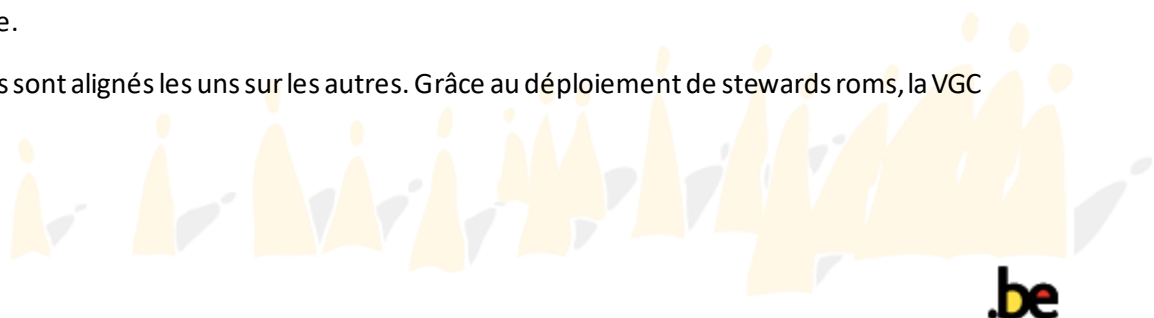 e.
s sont alignés les uns sur les autres. Grâce au déploiement de stewards roms, la VGC
.be